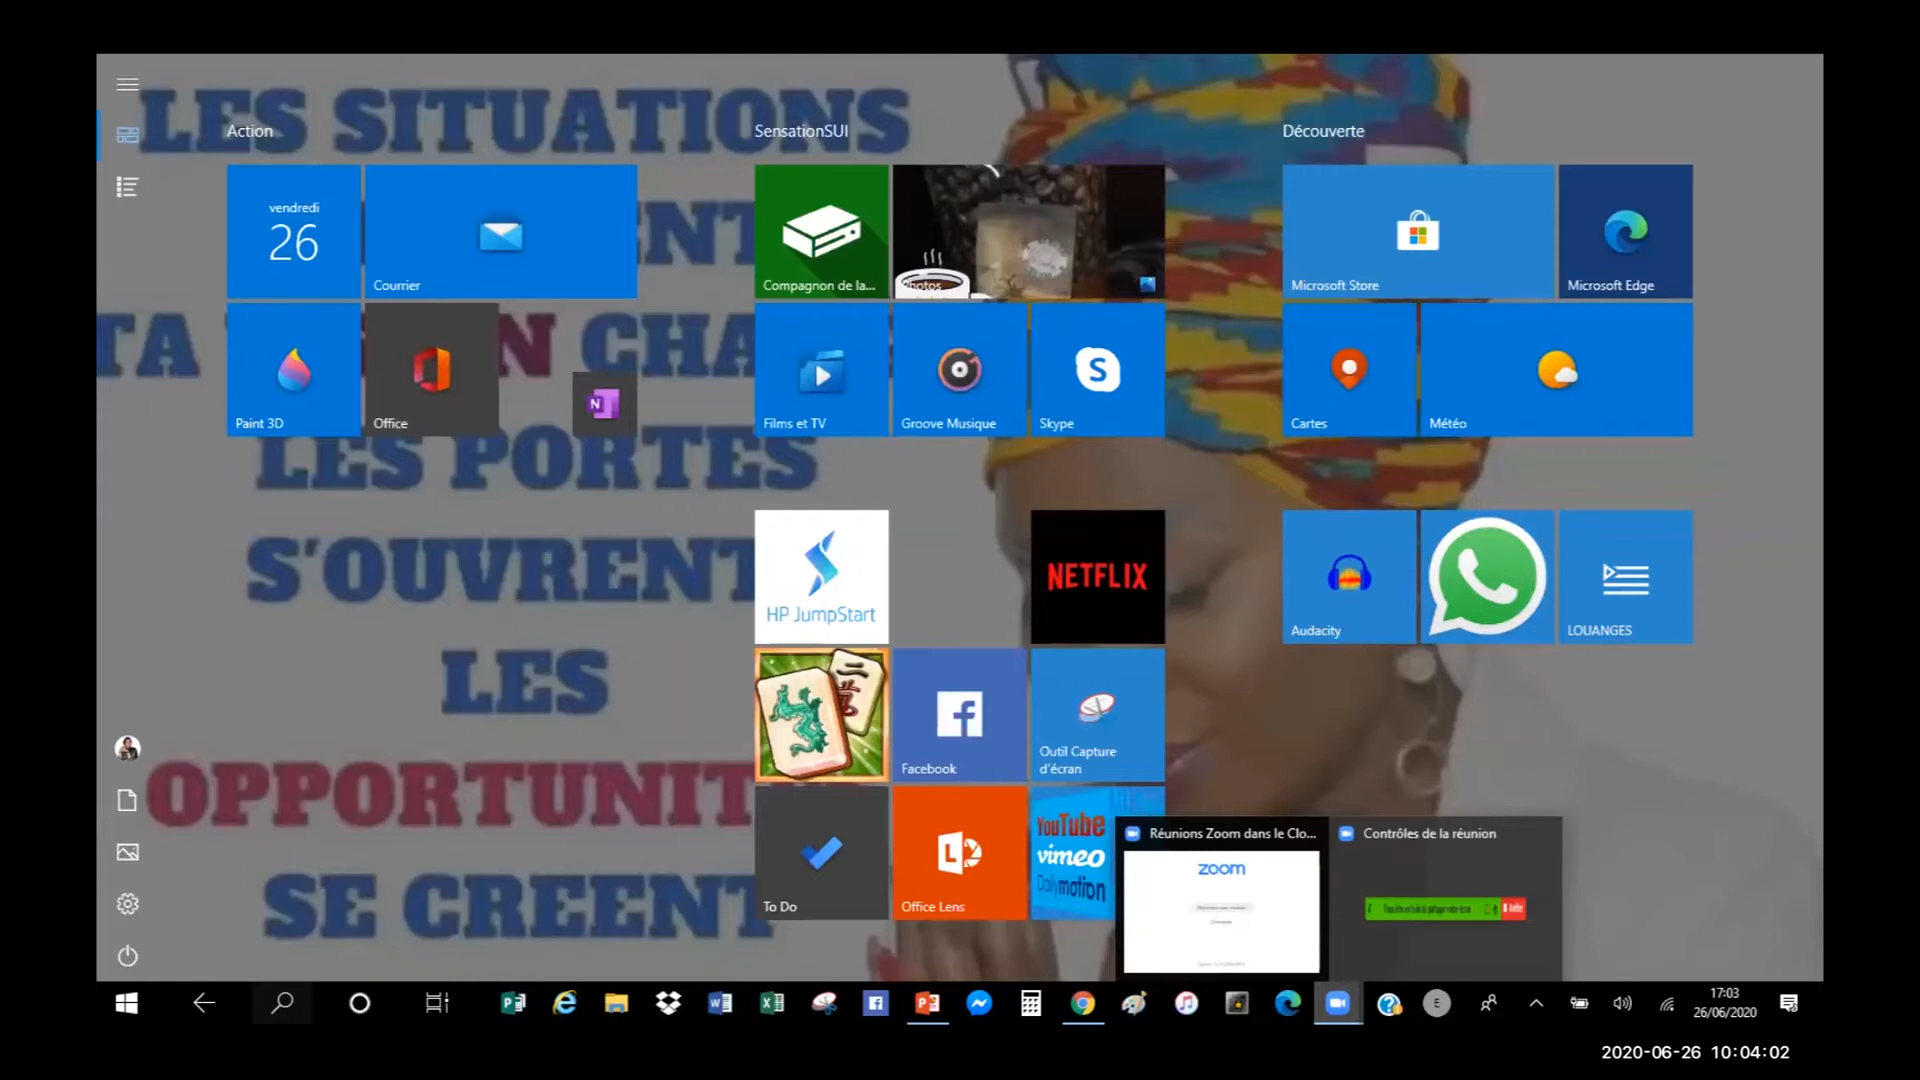 LES SITUATIONS
Action
SensationSUI
Découverte
vendredi
26
Courrier
Compagnon de la...
Photos
Microsoft Store
Microsoft Edge
TA
N CHA
Paint 3D
Office
N
Films et TV
Groove Musique
S
Skype
Cartes
Météo
LES PORTES
S'OUVRENT
HP JumpStart
NETFLIX
Audacity
LOUANGES
LES
Facebook
Outil Capture
d'écran
OPPORTUNIT
YouTube
vimeo
Dailymotion
To Do
Office Lens
Réunions Zoom dans le Clo...
Contrôles de la réunion
zoom
SE CREENT
17:03
26/06/2020
2020-06-26 10:04:02